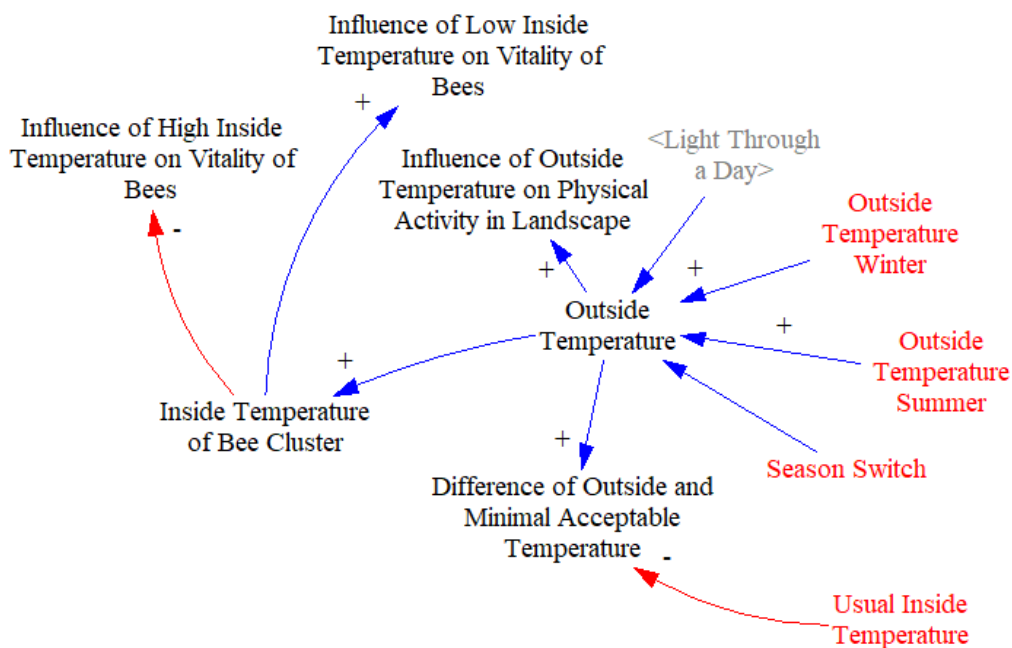 Influence of Low Inside
Temperature on Vitality of
Bees
+
Influence of High Inside
Temperature on Vitality of
Bees
-
<Light Through
a Day>
Influence of Outside
Temperature on Physical
Activity in Landscape
Outside
Temperature
Winter
+
+
Outside
Temperature
+
Outside
Temperature
Summer
+
Inside Temperature
of Bee Cluster
+
Season Switch
Difference of Outside and
Minimal Acceptable
Temperature
-
Usual Inside
Temperature